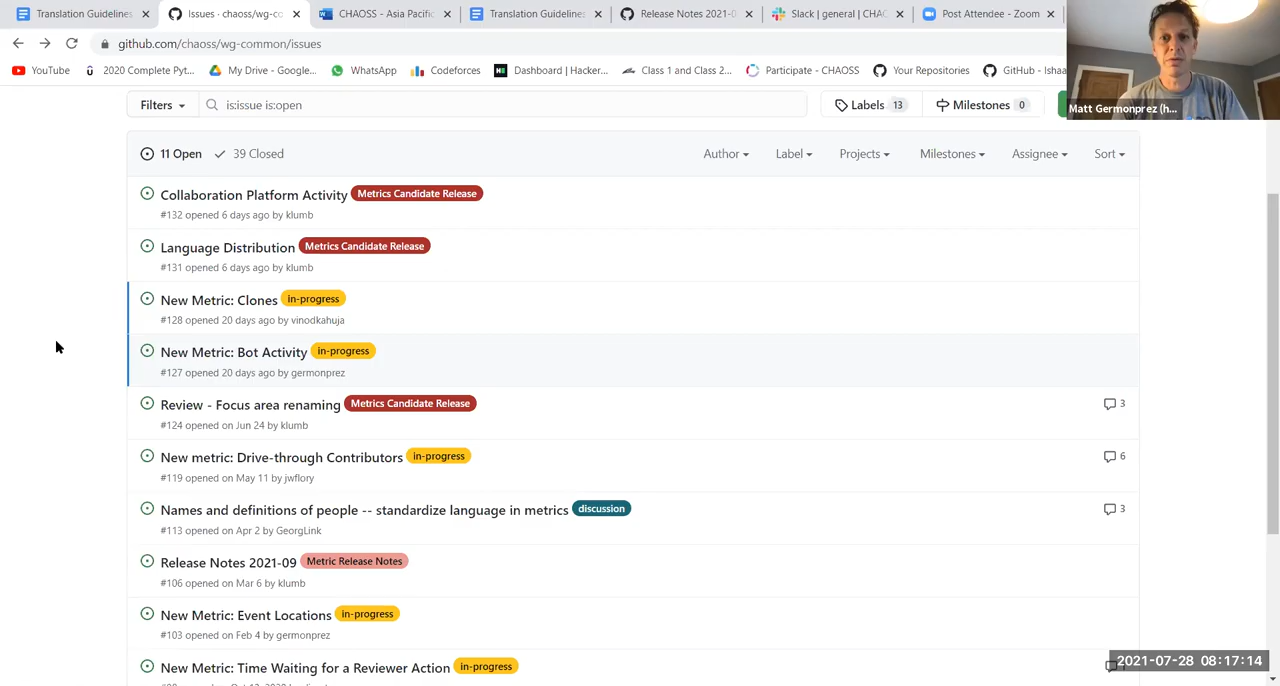 Translation Guidelines
Issues · chaoss/wg-co
CHAOSS - Asia Pacific
Translation Guidelines
Release Notes 2021-0
Slack | general | CHAO
Post Attendee - Zoom
github.com/chaoss/wg-common/issues
YouTube
2020 Complete Pyt...
My Drive - Google...
WhatsApp
Codeforces
Dashboard | Hacker...
Class 1 and Class 2...
Participate - CHAOSS
Your Repositories
GitHub - Ishaa
Matt Germonprez (h...
Filters
is:issue is:open
Labels 13
Milestones 0
11 Open
39 Closed
Author
Label
Projects
Milestones
Assignee
Sort
Collaboration Platform Activity Metrics Candidate Release
#132 opened 6 days ago by klumb
Language Distribution Metrics Candidate Release
#131 opened 6 days ago by klumb
New Metric: Clones in-progress
#128 opened 20 days ago by vinodkahuja
New Metric: Bot Activity in-progress
#127 opened 20 days ago by germonprez
Review - Focus area renaming Metrics Candidate Release 3
#124 opened on Jun 24 by klumb
New metric: Drive-through Contributors in-progress 6
#119 opened on May 11 by jwflory
Names and definitions of people -- standardize language in metrics discussion 3
#113 opened on Apr 2 by GeorgLink
Release Notes 2021-09 Metric Release Notes
#106 opened on Mar 6 by klumb
New Metric: Event Locations in-progress
#103 opened on Feb 4 by germonprez
New Metric: Time Waiting for a Reviewer Action in-progress
2021-07-28 08:17:14